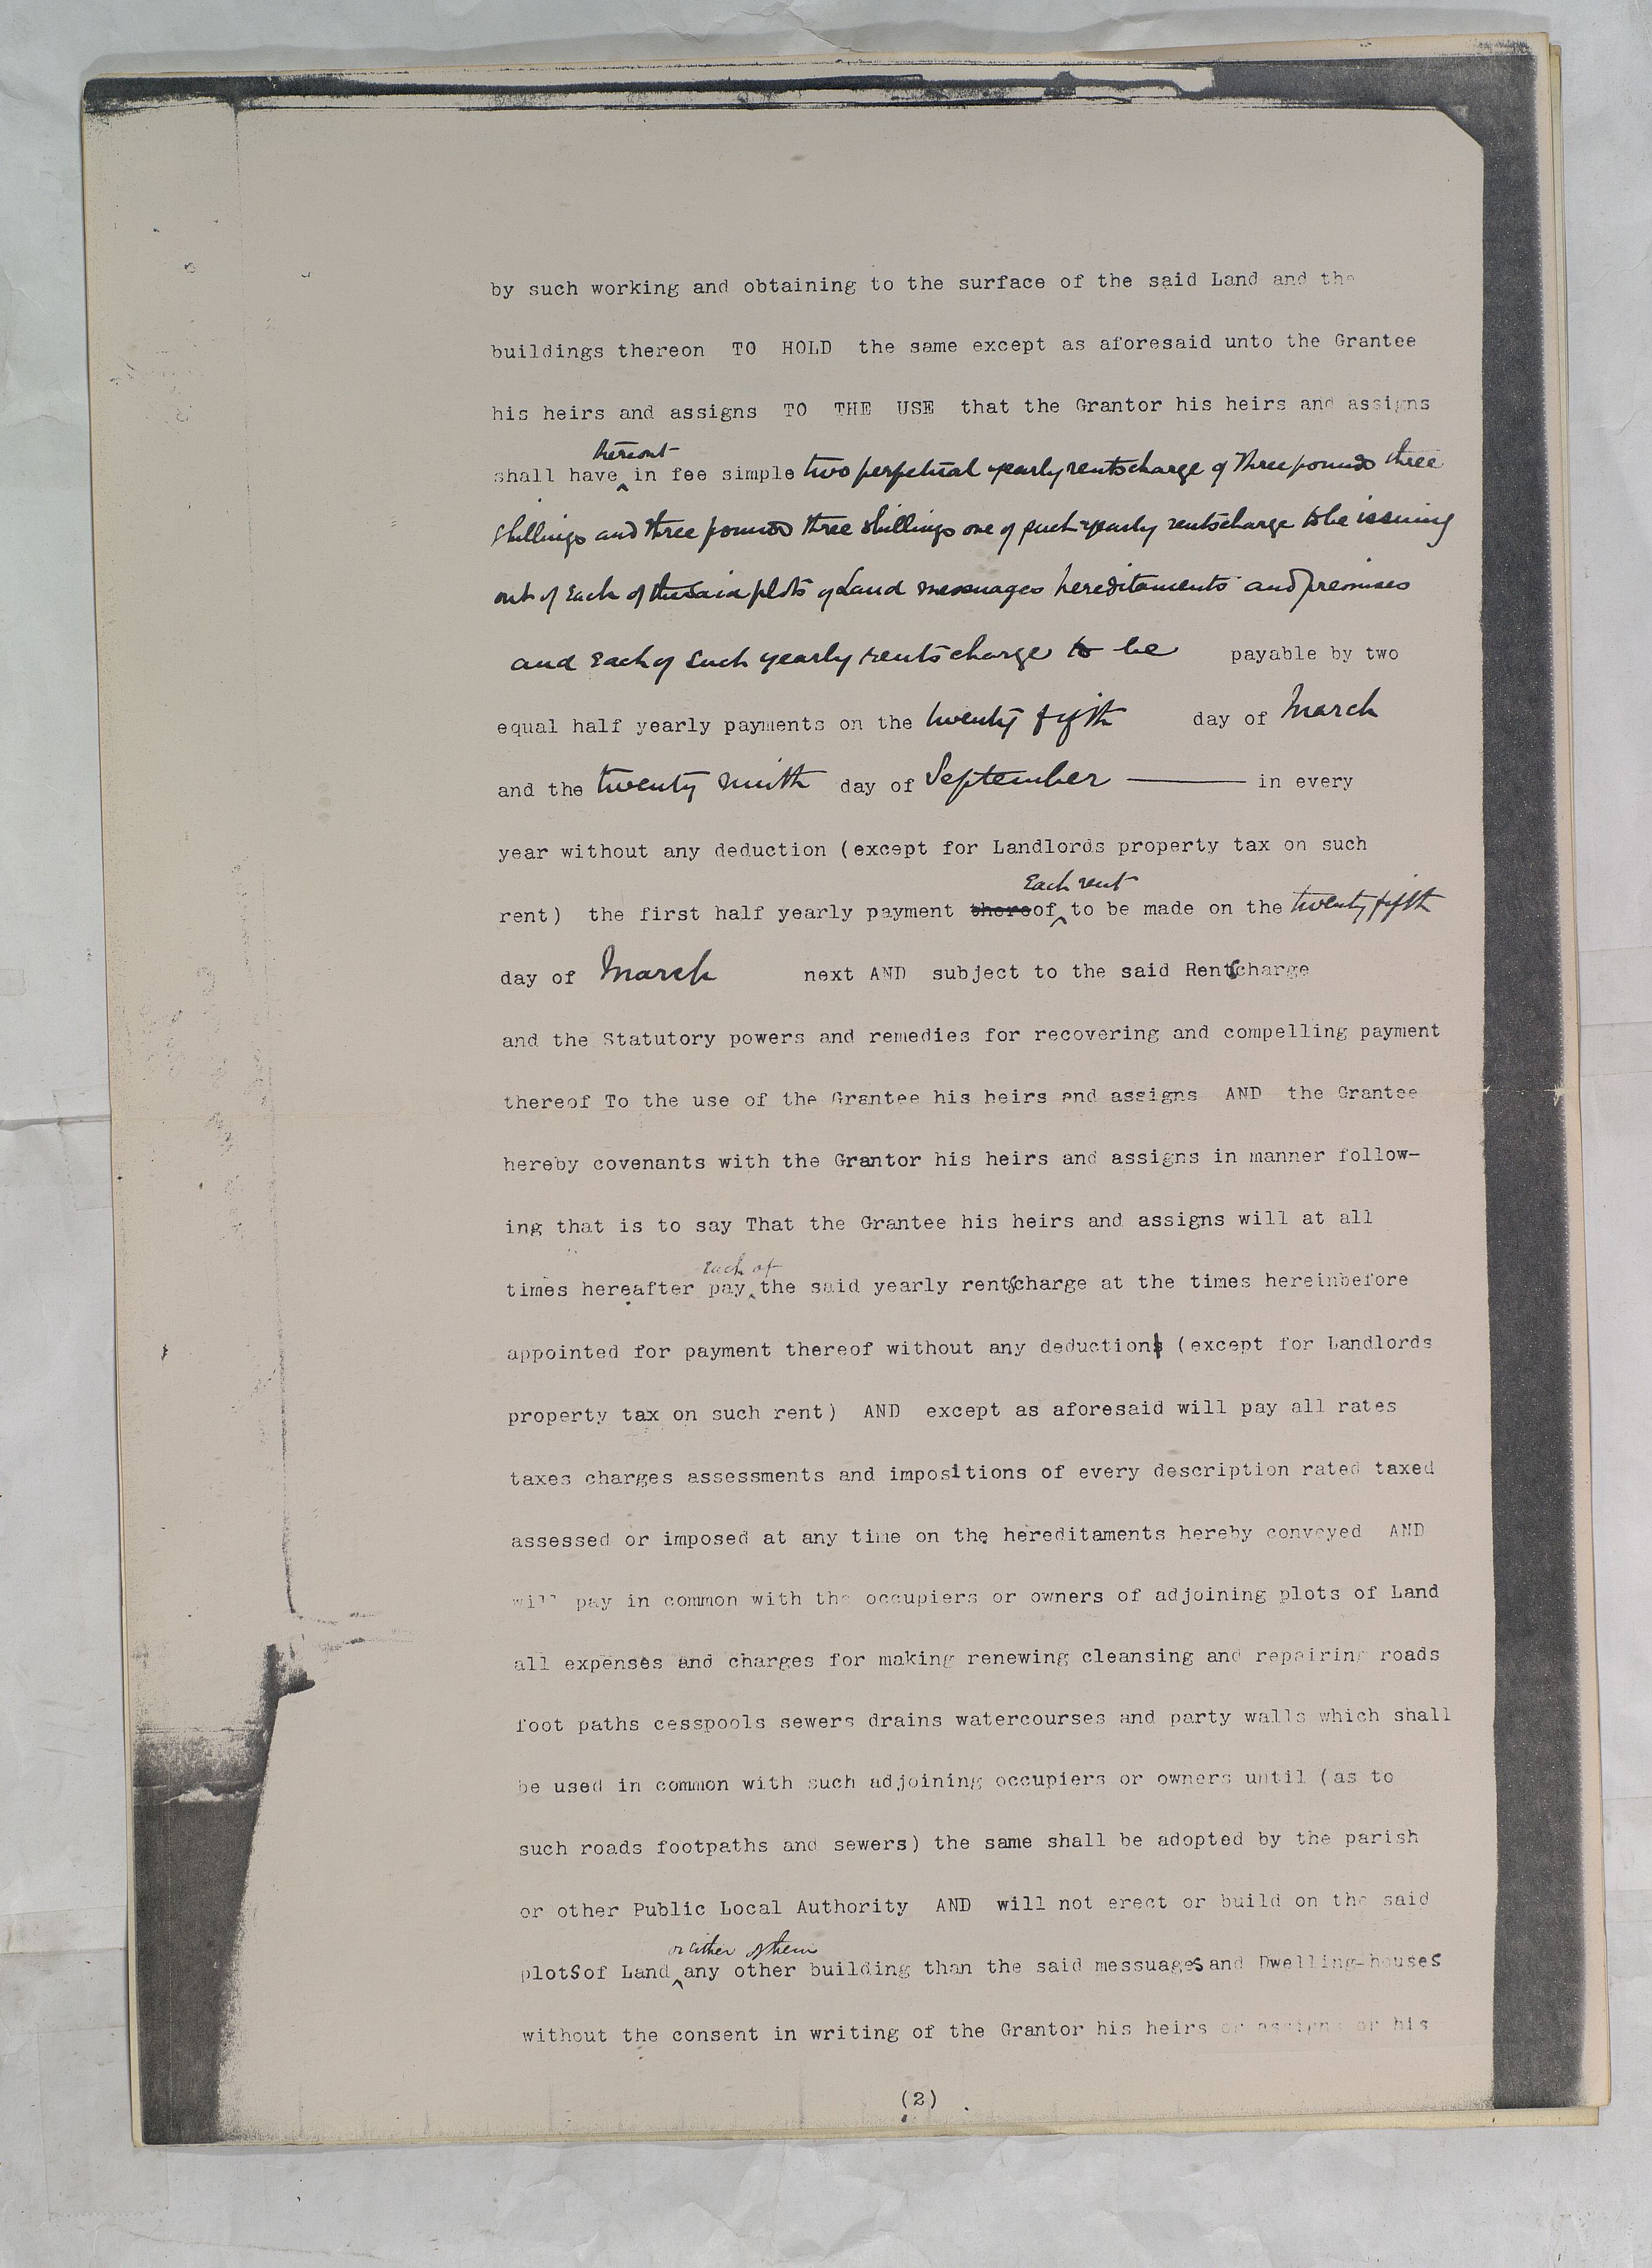 by such working and obtaining to the surface of the said Land and the
buildings thereon TO HOLD the same except as aforesaid unto the Grantee
his heirs and assigns TO THE USE that the Grantor his heirs and assigns
thereout
shall have ‸ in fee simple two perpetual yearly rentscharge of Three pounds three
shillings and three pounds three shillings one of such yearly rentscharge to be issuing
out of Each of the said plots of Land messuages hereditaments and premises
and Each of such yearly rentscharge to be payable by two
equal half yearly payments on the twenty fifth day of March
and the twenty ninth day of September ——— in every
year without any deduction (except for Landlords property tax on such
Each rent
rent) the first half yearly payment thereof ‸ to be made on the twenty fifth
day of March next AND subject to the said Rentscharge
and the Statutory powers and remedies for recovering and compelling payment
thereof To the use of the Grantee his heirs and assigns AND the Grantee
hereby covenants with the Grantor his heirs and assigns in manner follow-
ing that is to say That the Grantee his heirs and assigns will at all
Each of
times hereafter pay ‸ the said yearly rentscharge at the times hereinbefore
appointed for payment thereof without any deductions (except for Landlords
property tax on such rent) AND except as aforesaid will pay all rates
taxes charges assessments and impositions of every description rated taxed
assessed or imposed at any time on the hereditaments hereby conveyed AND
will pay in common with the occupiers or owners of adjoining plots of Land
all expenses and charges for making renewing cleansing and repairing roads
foot paths cesspools sewers drains watercourses and party walls which shall
be used in common with such adjoining occupiers or owners until (as to
such roads footpaths and sewers) the same shall be adopted by the parish
or other Public Local Authority AND will not erect or build on the said
or either of them
plots of Land ‸ any other building than the said messuages and Dwelling-houses
without the consent in writing of the Grantor his heirs or assigns or his
(2)